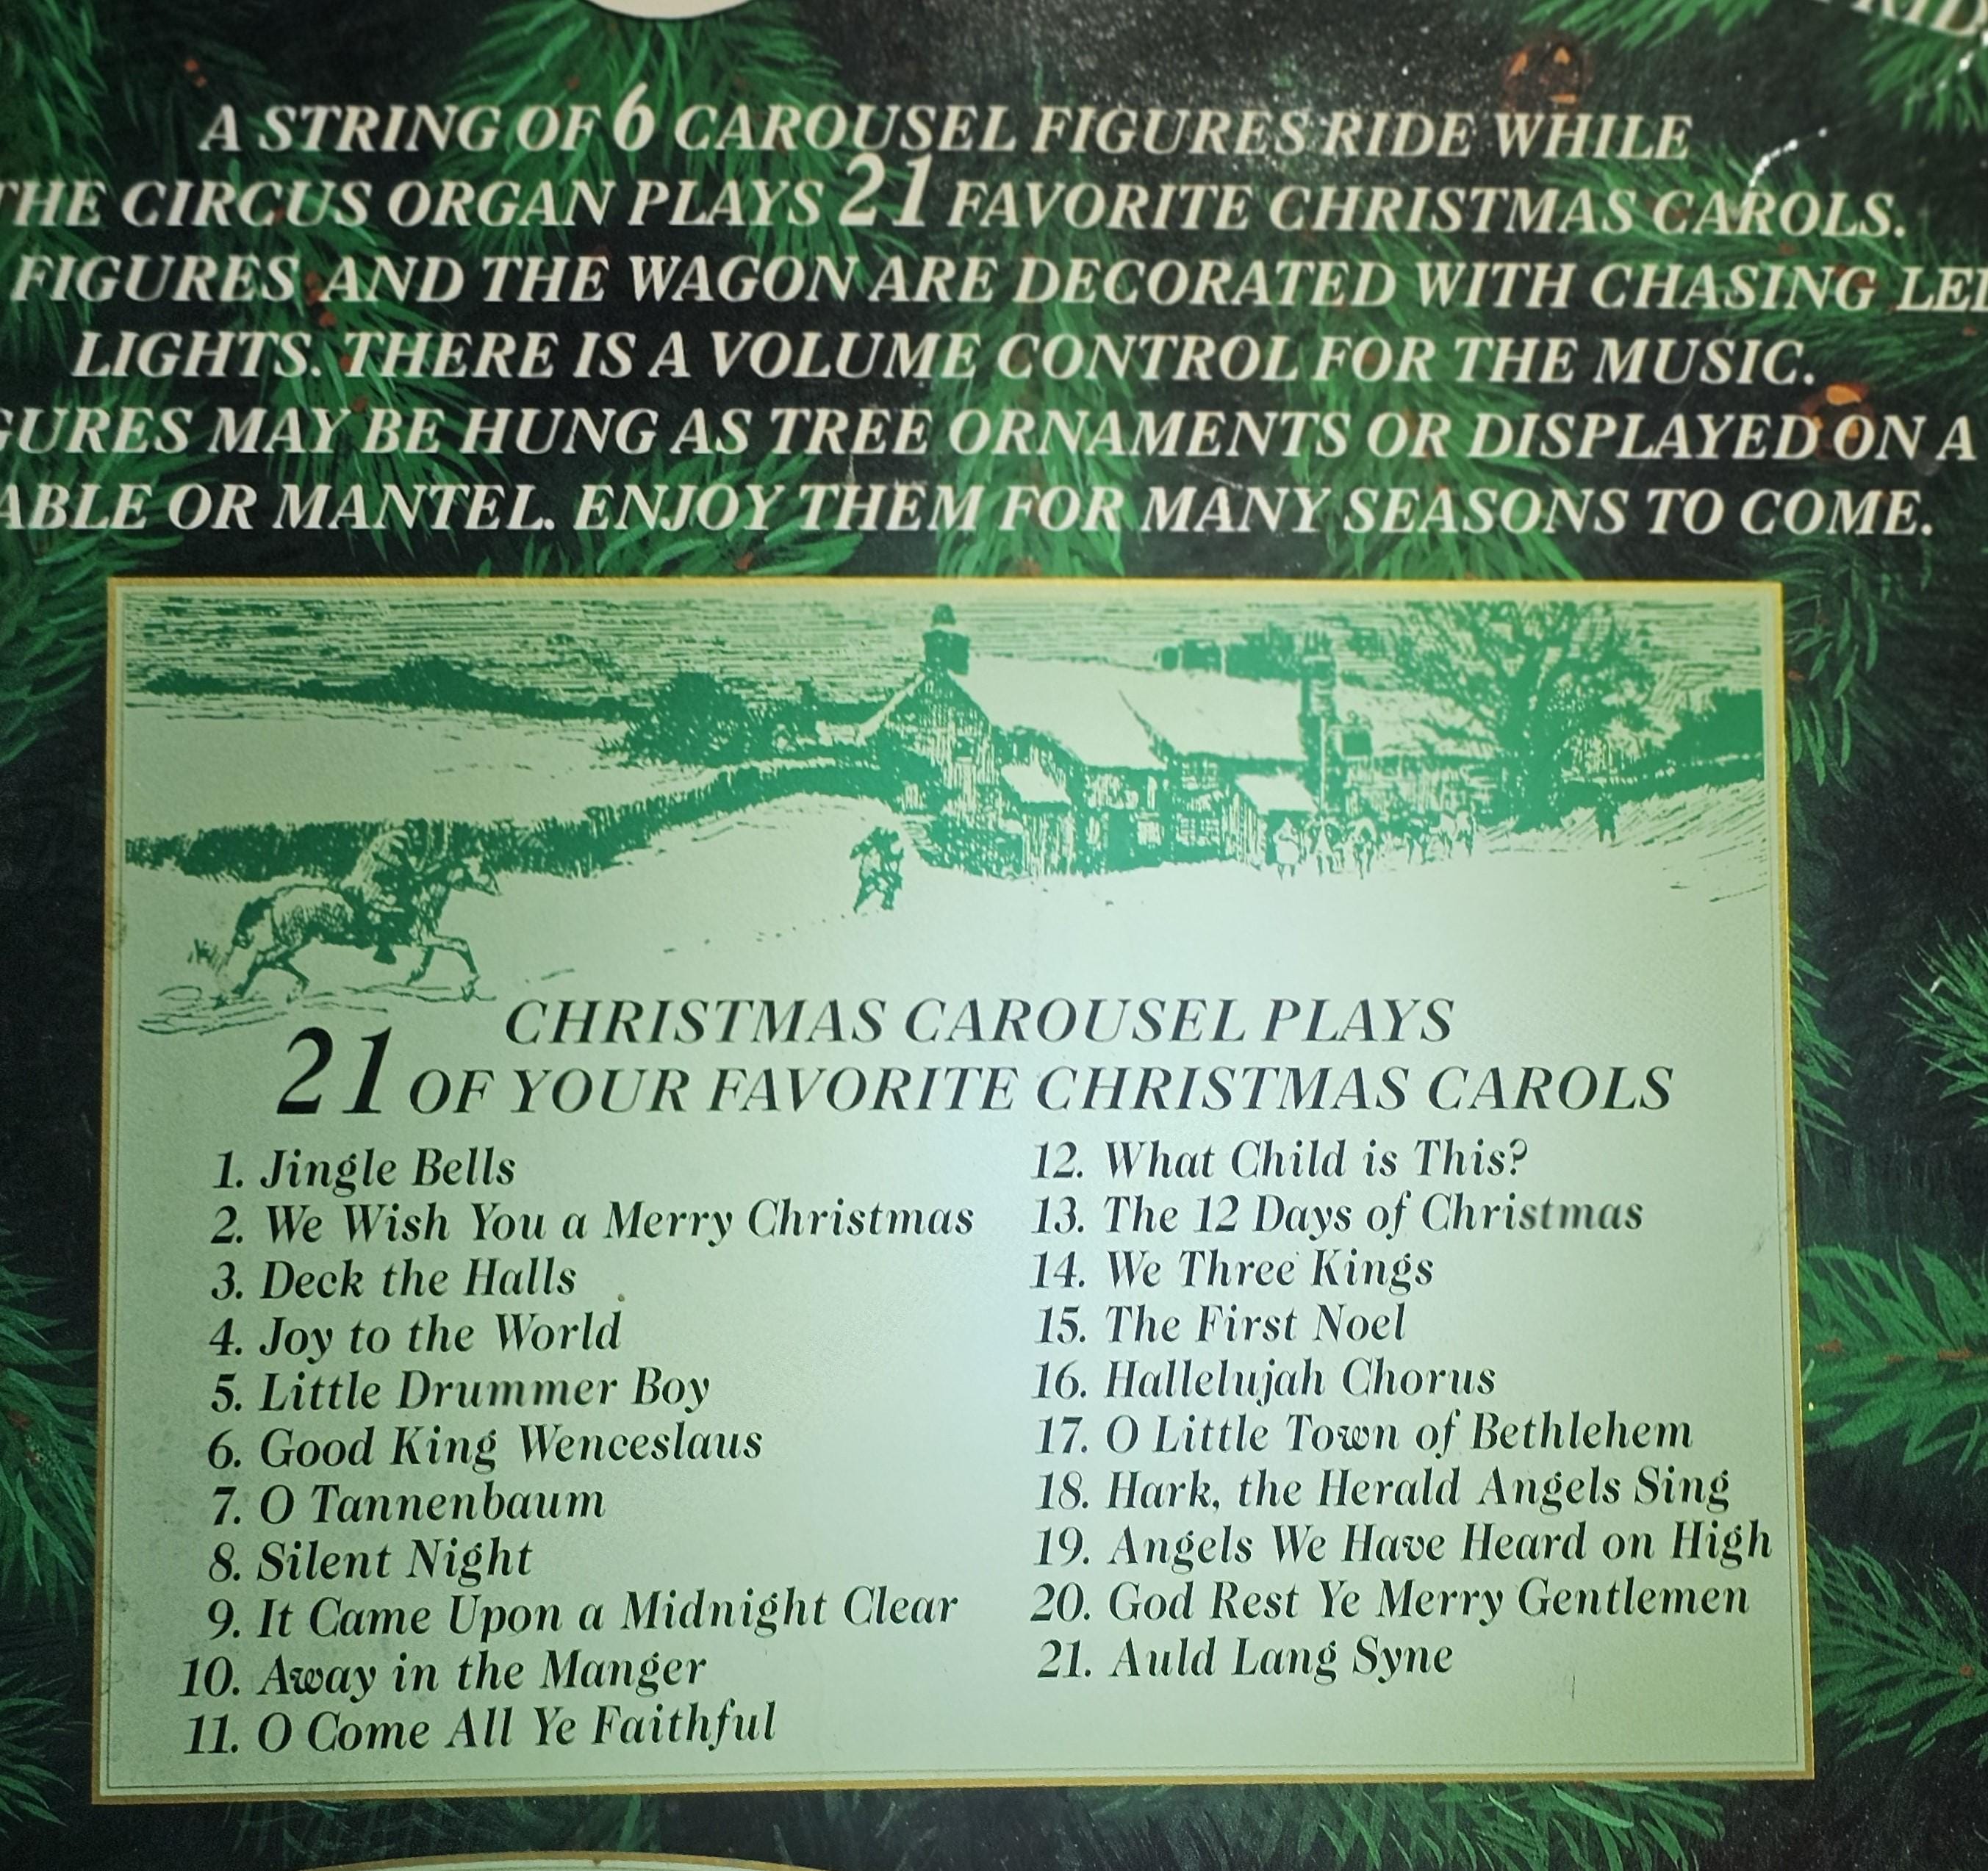 A STRING OF 6 CAROUSEL FIGURES RIDE WHILE
THE CIRCUS ORGAN PLAYS 21 FAVORITE CHRISTMAS CAROLS.
FIGURES AND THE WAGON ARE DECORATED WITH CHASING LE
LIGHTS. THERE IS A VOLUME CONTROL FOR THE MUSIC.
GURES MAY BE HUNG AS TREE ORNAMENTS OR DISPLAYED ON A
ABLE OR MANTEL. ENJOY THEM FOR MANY SEASONS TO COME.
CHRISTMAS CAROUSEL PLAYS
21 OF YOUR FAVORITE CHRISTMAS CAROLS
1. Jingle Bells
2. We Wish You a Merry Christmas
3. Deck the Halls
4. Joy to the World
5. Little Drummer Boy
6. Good King Wenceslaus
7. O Tannenbaum
8. Silent Night
9. It Came Upon a Midnight Clear
10. Away in the Manger
11. O Come All Ye Faithful
12. What Child is This?
13. The 12 Days of Christmas
14. We Three Kings
15. The First Noel
16. Hallelujah Chorus
17. O Little Town of Bethlehem
18. Hark, the Herald Angels Sing
19. Angels We Have Heard on High
20. God Rest Ye Merry Gentlemen
21. Auld Lang Syne